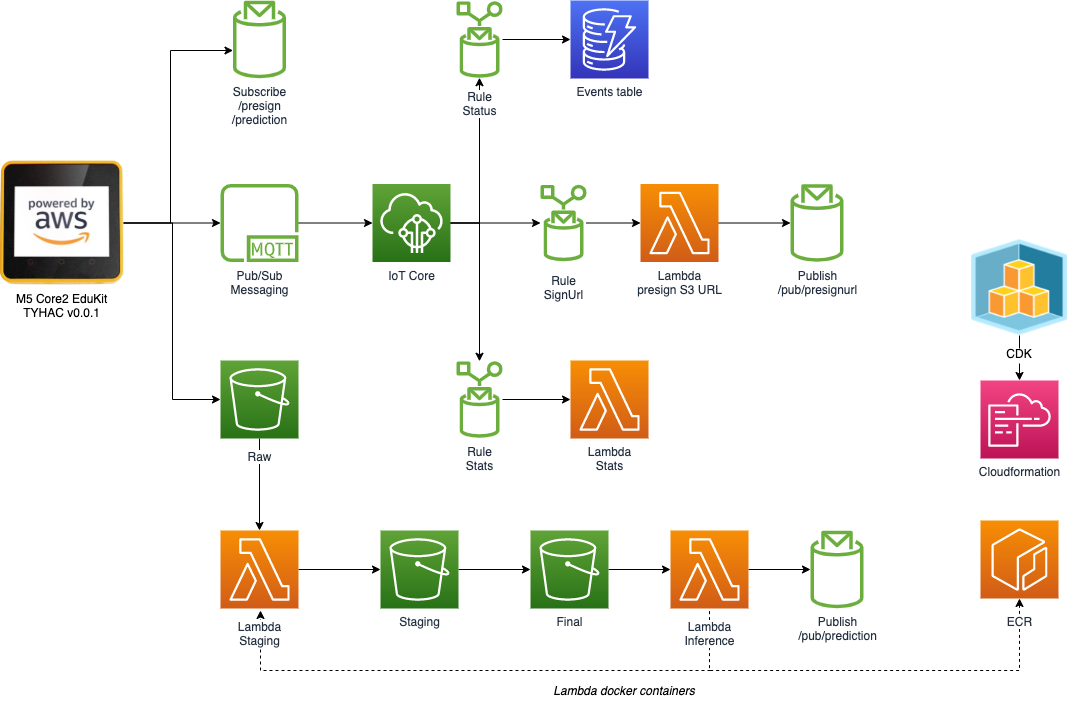 Subscribe
/presign
/prediction
Rule
Status
Events table
powered by
aws
M5 Core2 EduKit
TYHAC v0.0.1
MQTT
Pub/Sub
Messaging
IoT Core
Rule
SignUrl
Lambda
presign S3 URL
Publish
/pub/presignurl
CDK
Raw
Rule
Stats
Lambda
Stats
Cloudformation
Lambda
Staging
Staging
Final
Lambda
Inference
Publish
/pub/prediction
ECR
Lambda docker containers